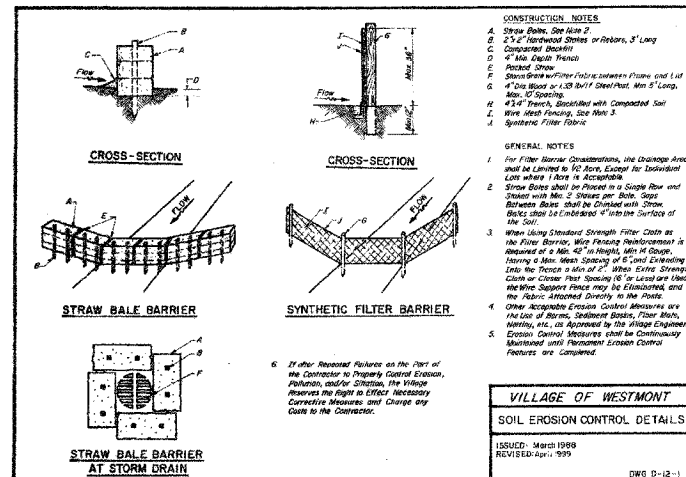 CONSTRUCTION NOTES
A. Straw Bales, See Note 2.
B. 2"x 2" Hardwood Stakes or Rebars, 3' Long
C. Compacted Backfill
D 4" Min. Depth Trench
E Packed Straw
F Storm Grate w/Filter Fabric between Frame and Lid
G. 4" Dia. Wood or 1.33 lb/lf Steel Post, Min 5' Long,
Max. 10' Spacing.
H 4"x4" Trench, Backfilled with Compacted Soil
I. Wire Mesh Fencing, See Note 3.
J. Synthetic Filter Fabric
GENERAL NOTES
1. For Filter Barrier Considerations, the Drainage Area
shall be Limited to 1/2 Acre, Except for Individual
Lots where 1 Acre is Acceptable.
2. Straw Bales shall be Placed in a Single Row and
Staked with Min. 2 Stakes per Bale. Gaps
Between Bales shall be Chinked with Straw.
Bales shall be Embedded 4" into the Surface of
the Soil.
3. When Using Standard Strength Filter Cloth as
the Filter Barrier, Wire Fencing Reinforcement is
Required of a Min. 42" in Height, Min 14 Gauge,
Having a Max. Mesh Spacing of 6", and Extending
Into the Trench a Min of 2". When Extra Strength
Cloth or Closer Post Spacing (6' or Less) are Used,
the Wire Support Fence may be Eliminated, and
the Fabric Attached Directly to the Posts.
4. Other Acceptable Erosion Control Measures are
the Use of Berms, Sediment Basins, Fiber Mats,
Netting, etc., as Approved by the Village Engineer.
5. Erosion Control Measures shall be Continuously
Maintained until Permanent Erosion Control
Features are Completed.
6. If after Repeated Failures on the Part of
the Contractor to Properly Control Erosion,
Pollution, and/or Siltation, the Village
Reserves the Right to Effect Necessary
Corrective Measures and Charge any
Costs to the Contractor.
B
A
C
Flow
D
CROSS-SECTION
I
J
G
Flow
H
Max. 36"
CROSS-SECTION
A
E
FLOW
B
STRAW BALE BARRIER
I
J
G
FLOW
SYNTHETIC FILTER BARRIER
A
B
F
STRAW BALE BARRIER
AT STORM DRAIN
VILLAGE OF WESTMONT
SOIL EROSION CONTROL DETAILS
ISSUED: March 1988
REVISED: April 1999
DWG D-12-1